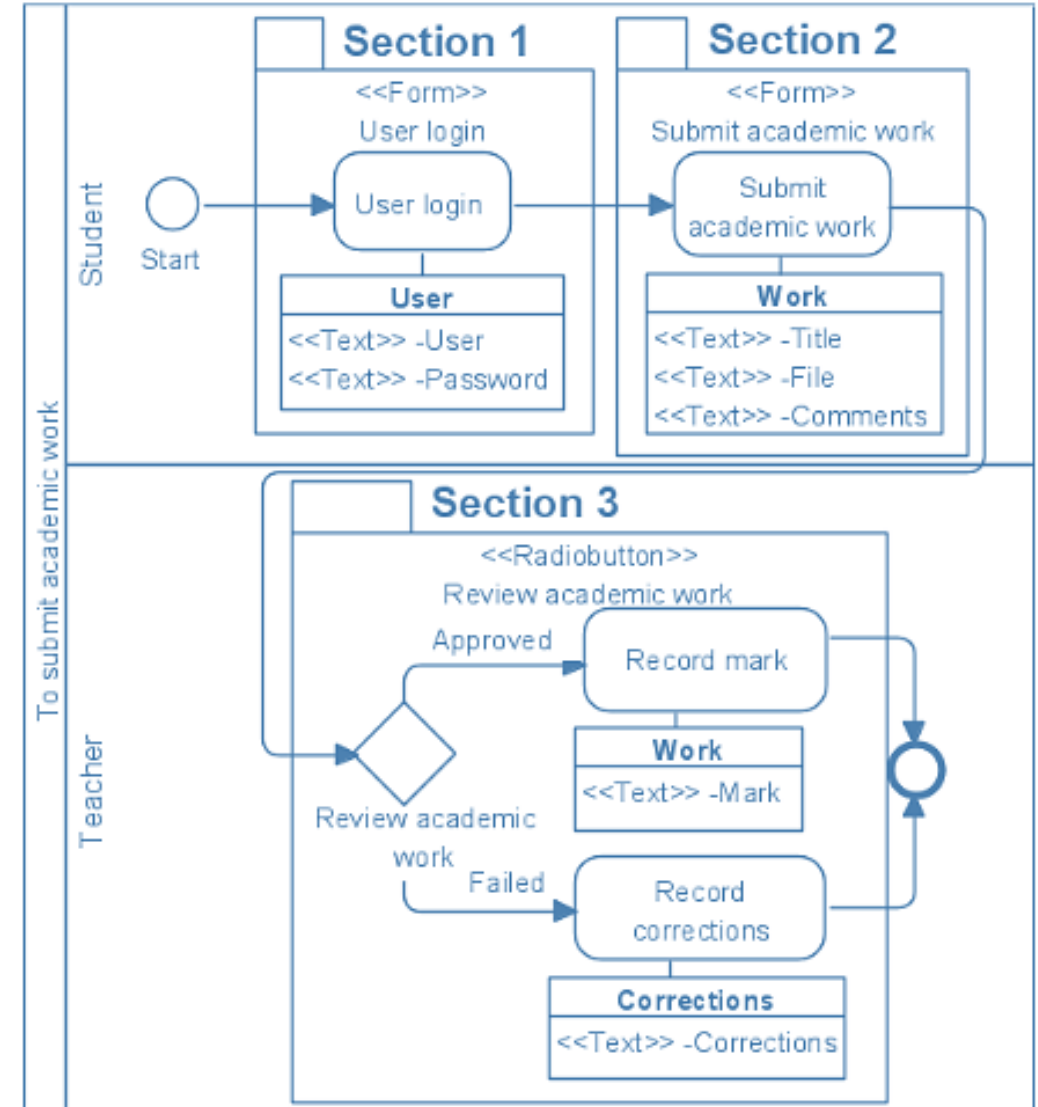 To submit academic work
Student
Section 1
<<Form>>
User login
User login
Start
User
<<Text>> -User
<<Text>> -Password
Section 2
<<Form>>
Submit academic work
Submit
academic work
Work
<<Text>> -Title
<<Text>> -File
<<Text>> -Comments
Teacher
Section 3
<<Radiobutton>>
Review academic work
Approved
Record mark
Work
<<Text>> -Mark
Review academic
work
Failed
Record
corrections
Corrections
<<Text>> -Corrections